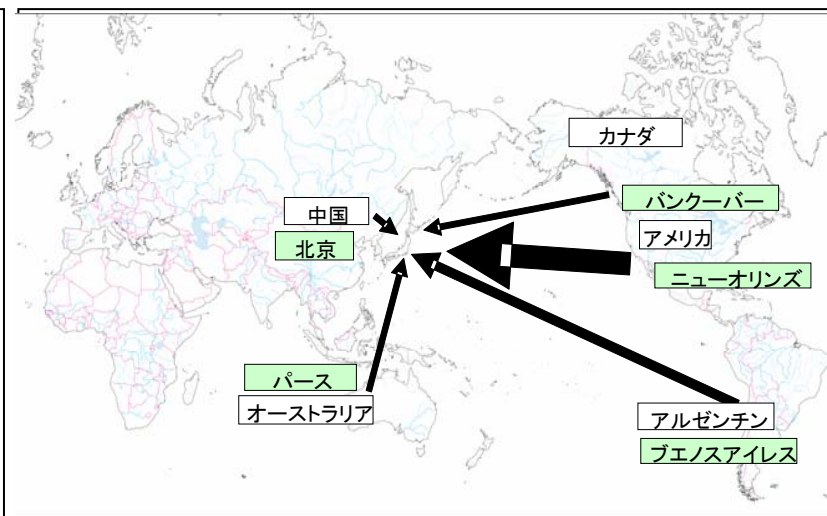 カナダ
バンクーバー
中国
北京
アメリカ
ニューオリンズ
パース
オーストラリア
アルゼンチン
ブエノスアイレス